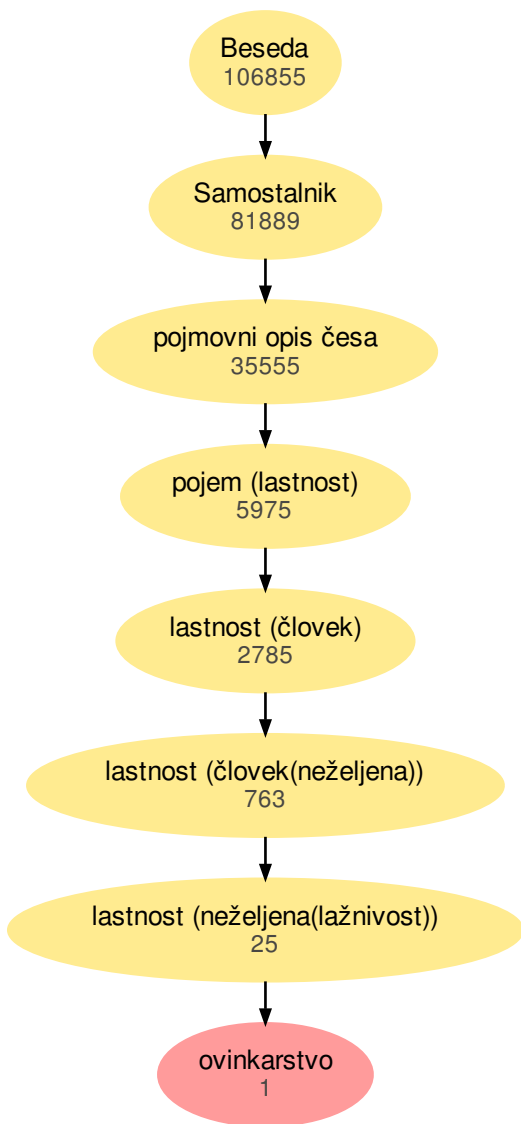 Beseda
106855
Samostalnik
81889
pojmovni opis česa
35555
pojem (lastnost)
5975
lastnost (človek)
2785
lastnost (človek(neželjena))
763
lastnost (neželjena(lažnivost))
25
ovinkarstvo
1